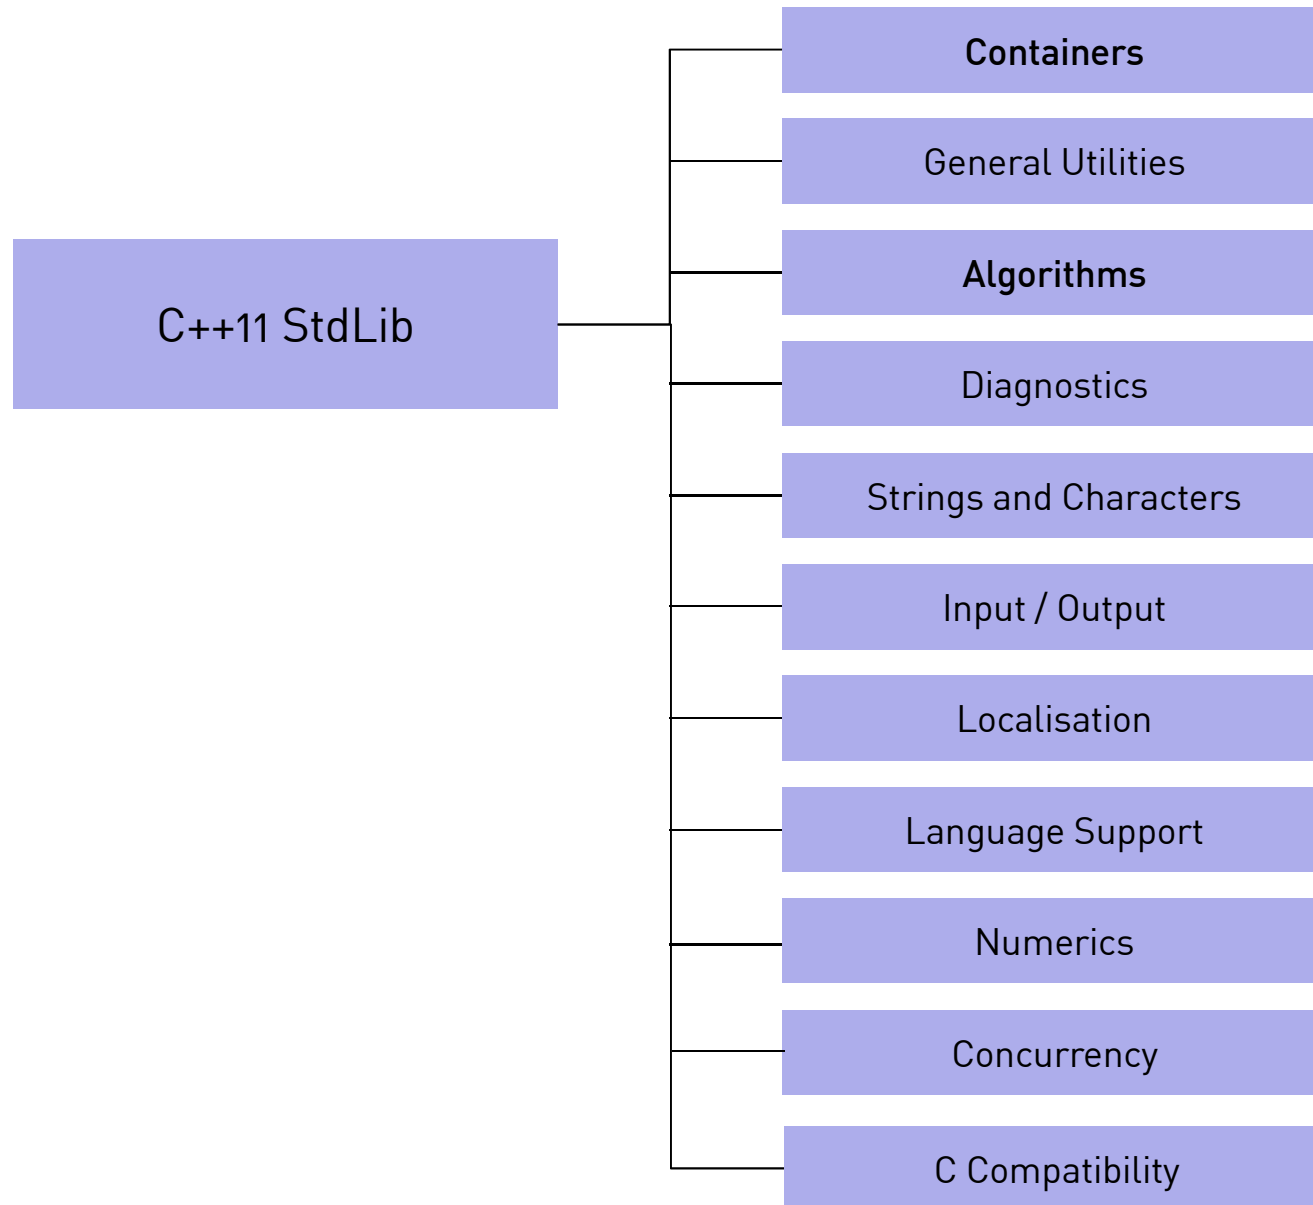 C++11 StdLib
Containers
General Utilities
Algorithms
Diagnostics
Strings and Characters
Input / Output
Localisation
Language Support
Numerics
Concurrency
C Compatibility